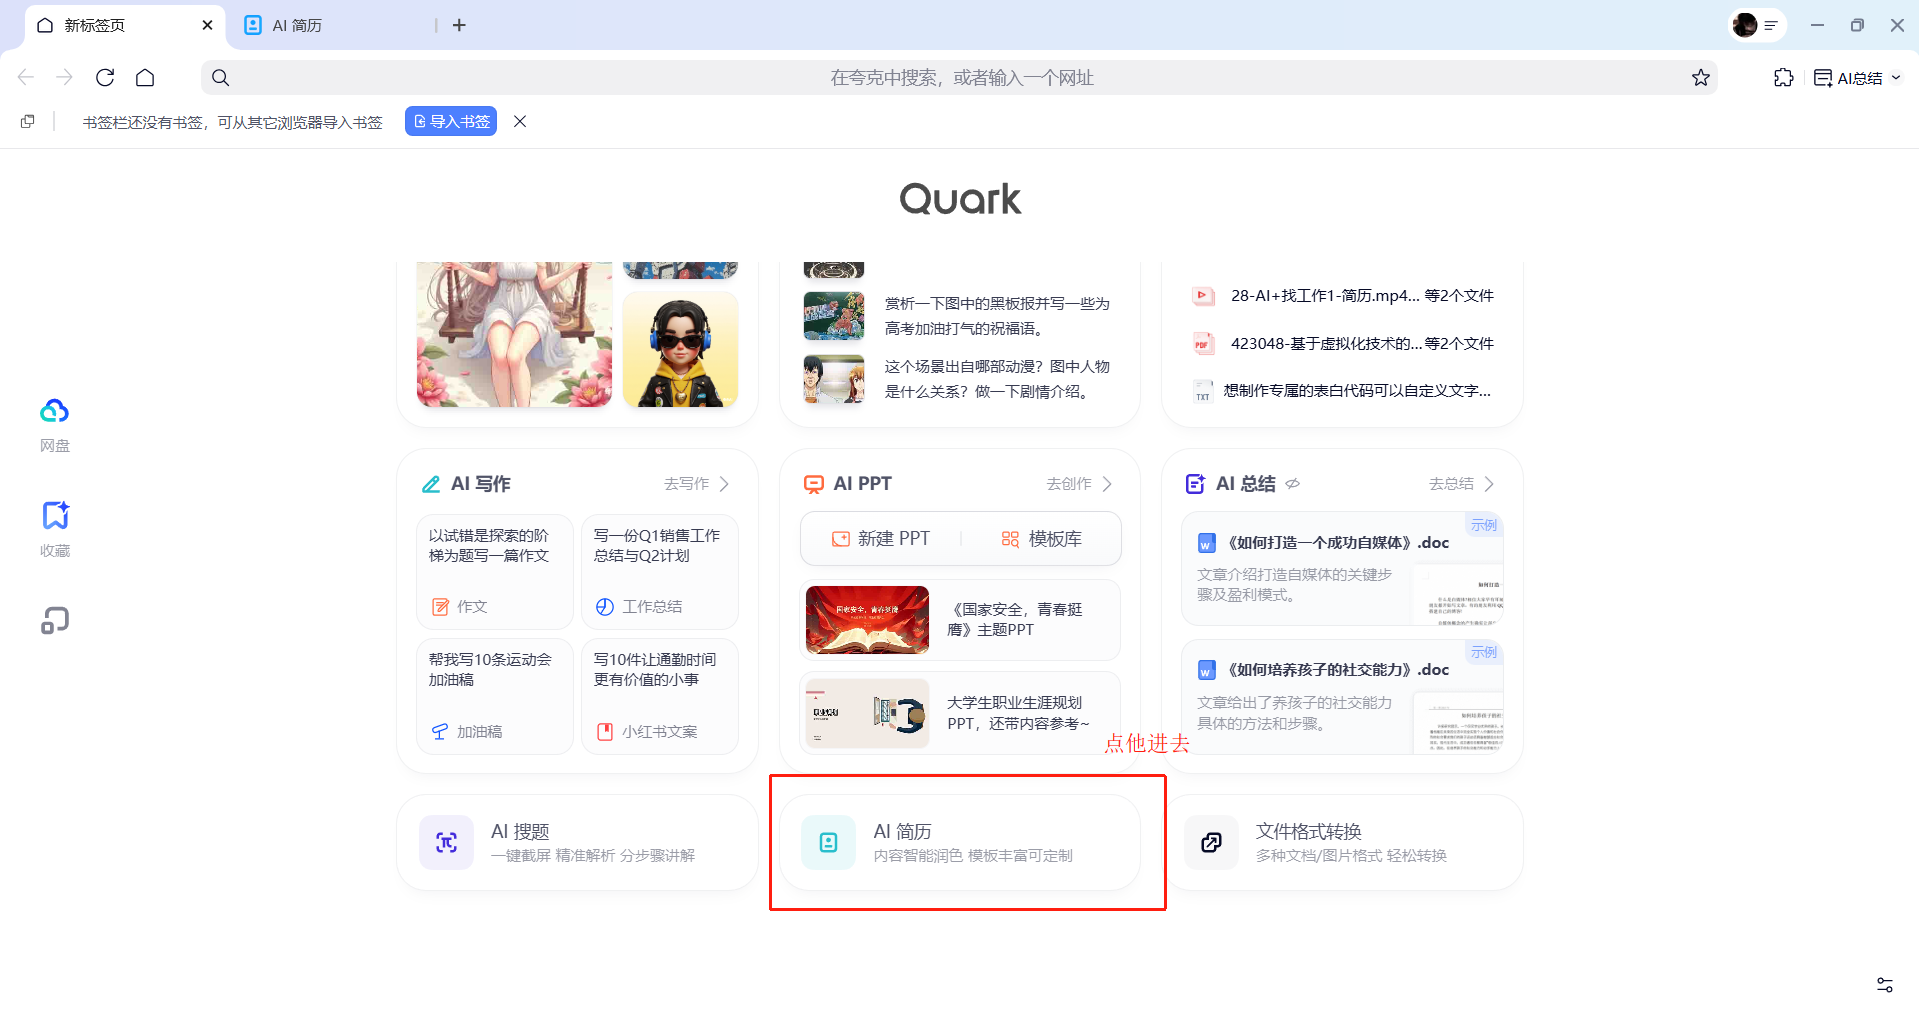 新标签页
AI 简历
在夸克中搜索，或者输入一个网址
AI总结
书签栏还没有书签，可从其它浏览器导入书签
导入书签
Quark
赏析一下图中的黑板报并写一些为
高考加油打气的祝福语。
这个场景出自哪部动漫？图中人物
是什么关系？做一下剧情介绍。
28-AI+找工作1-简历.mp4... 等2个文件
423048-基于虚拟化技术的... 等2个文件
PDF
想制作专属的表白代码可以自定义文字...
TXT
网盘
收藏
AI 写作
去写作
以试错是探索的阶
梯为题写一篇作文
作文
写一份Q1销售工作
总结与Q2计划
工作总结
帮我写10条运动会
加油稿
加油稿
写10件让通勤时间
更有价值的小事
小红书文案
AI PPT
去创作
新建 PPT
模板库
国家安全，青春挺膺
《国家安全，青春挺
膺》主题PPT
职业规划
大学生职业生涯规划
PPT，还带内容参考~
点他进去
AI 总结
去总结
示例
《如何打造一个成功自媒体》.doc
文章介绍打造自媒体的关键步
骤及盈利模式。
示例
《如何培养孩子的社交能力》.doc
文章给出了养孩子的社交能力
具体的方法和步骤。
AI 搜题
一键截屏 精准解析 分步骤讲解
AI 简历
内容智能润色 模板丰富可定制
文件格式转换
多种文档/图片格式 轻松转换